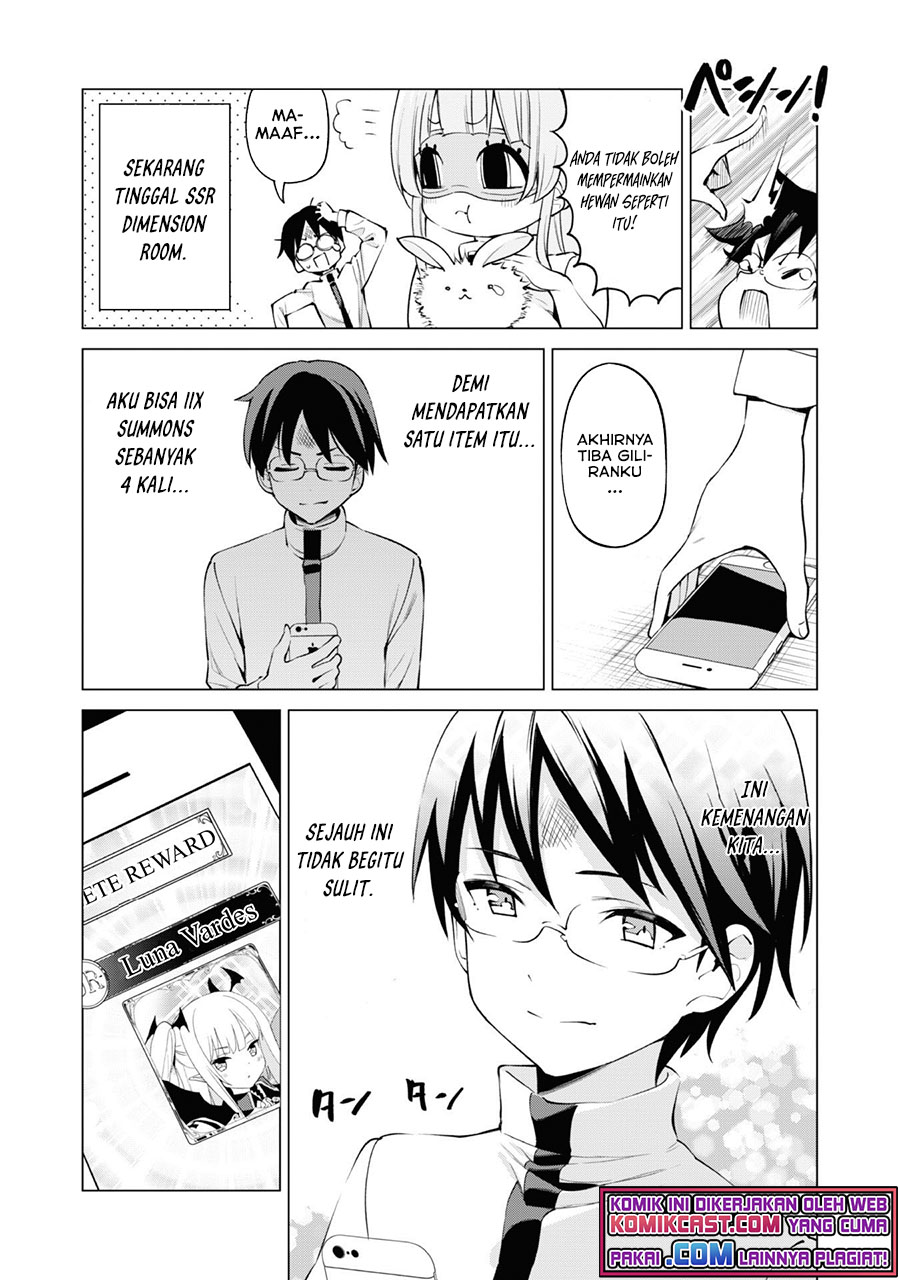 ペシン!
ANDA TIDAK BOLEH
MEMPERMAINKAN
HEWAN SEPERTI
ITU!
MA-
MAAF...
SEKARANG
TINGGAL SSR
DIMENSION
ROOM.
AKHIRNYA
TIBA GILI-
RANKU
...
DEMI
MENDAPATKAN
SATU ITEM ITU...
AKU BISA 11X
SUMMONS
SEBANYAK
4 KALI...
INI
KEMENANGAN
KITA...
SEJAUH INI
TIDAK BEGITU
SULIT.
タン
タン
ETE REWARD
UR
Luna Vardes
KOMIK INI DIKERJAKAN OLEH WEB
KOMIKCAST.COM YANG CUMA
PAKAI .COM LAINNYA PLAGIAT!